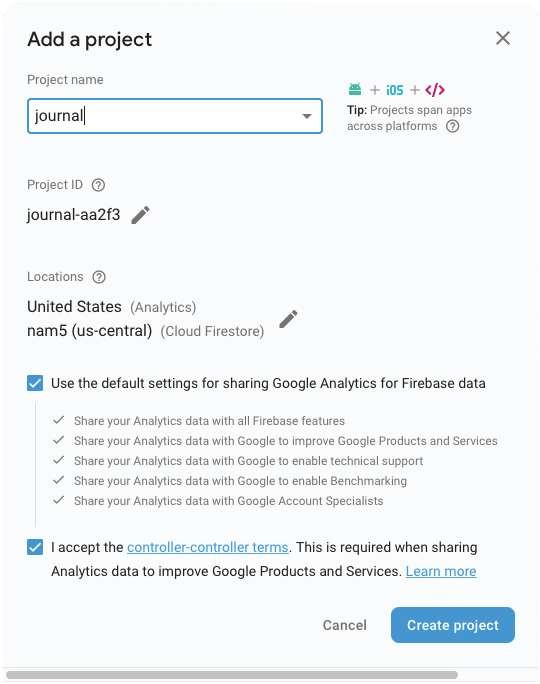 Add a project
Project name
journal
+ iOS + </>
Tip: Projects span apps
across platforms ?
Project ID ?
journal-aa2f3
Locations ?
United States (Analytics)
nam5 (us-central) (Cloud Firestore)
Use the default settings for sharing Google Analytics for Firebase data
Share your Analytics data with all Firebase features
Share your Analytics data with Google to improve Google Products and Services
Share your Analytics data with Google to enable technical support
Share your Analytics data with Google to enable Benchmarking
Share your Analytics data with Google Account Specialists
I accept the controller-controller terms. This is required when sharing
Analytics data to improve Google Products and Services. Learn more
Cancel Create project